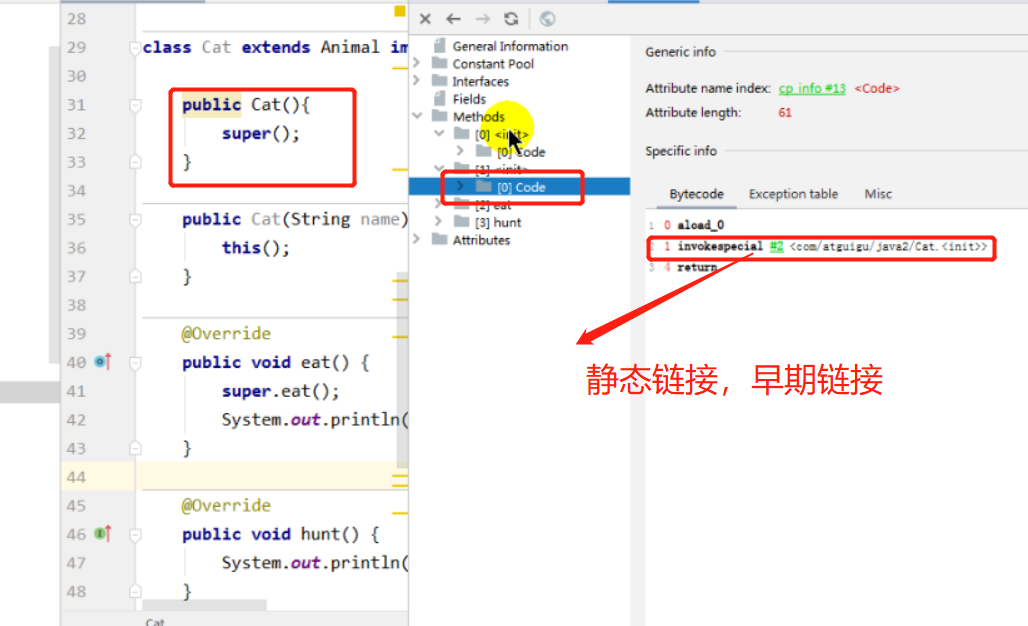 28
29 class Cat extends Animal im
30
31 public Cat(){
32 super();
33 }
34
35 public Cat(String name)
36 this();
37 }
38
39 @Override
40 public void eat() {
41 super.eat();
42 System.out.println(
43 }
44
45 @Override
46 public void hunt() {
47 System.out.println(
48 }
Cat
General Information
Constant Pool
Interfaces
Fields
Methods
[0] <init>
[0] Code
[1] <init>
[0] Code
[2] eat
[3] hunt
Attributes
Generic info
Attribute name index: cp info #13 <Code>
Attribute length: 61
Specific info
Bytecode Exception table Misc
1 0 aload_0
2 1 invokespecial #2 <com/atguigu/java2/Cat.<init>>
3 4 return
静态链接，早期链接